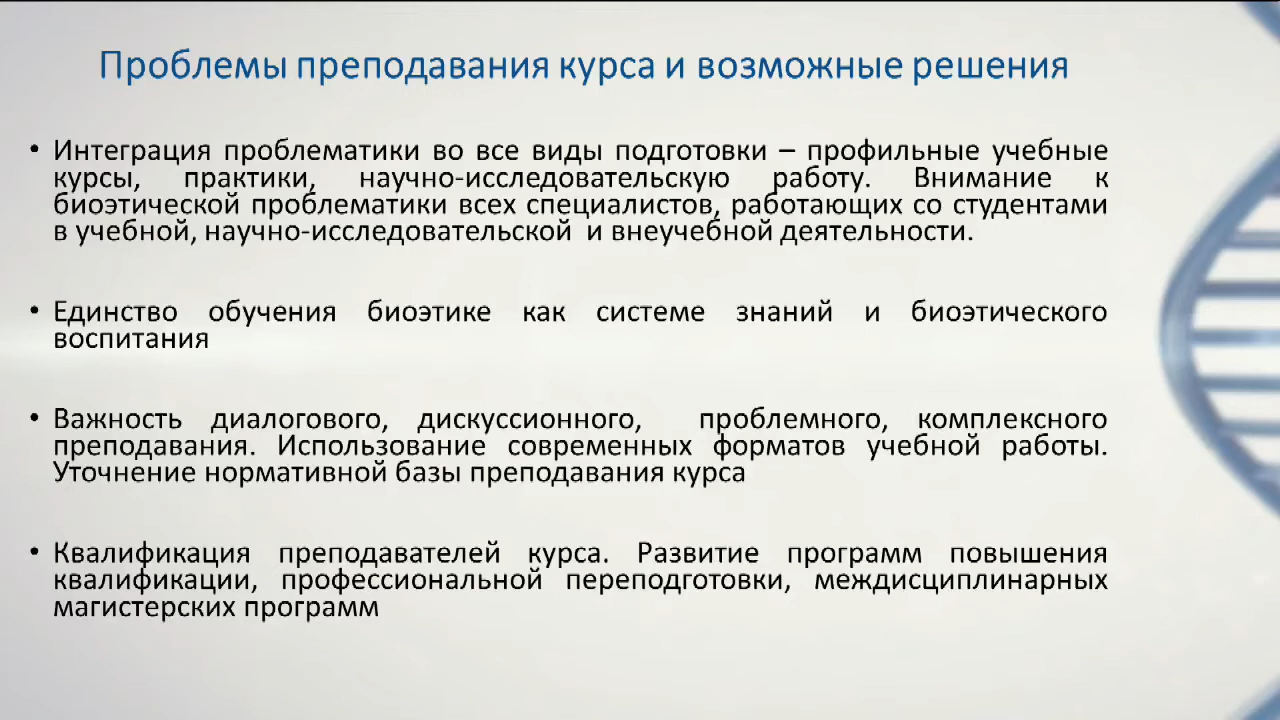 Проблемы преподавания курса и возможные решения
• Интеграция проблематики во все виды подготовки – профильные учебные
курсы, практики, научно-исследовательскую работу. Внимание к
биоэтической проблематики всех специалистов, работающих со студентами
в учебной, научно-исследовательской и внеучебной деятельности.
• Единство обучения биоэтике как системе знаний и биоэтического
воспитания
• Важность диалогового, дискуссионного, проблемного, комплексного
преподавания. Использование современных форматов учебной работы.
Уточнение нормативной базы преподавания курса
• Квалификация преподавателей курса. Развитие программ повышения
квалификации, профессиональной переподготовки, междисциплинарных
магистерских программ